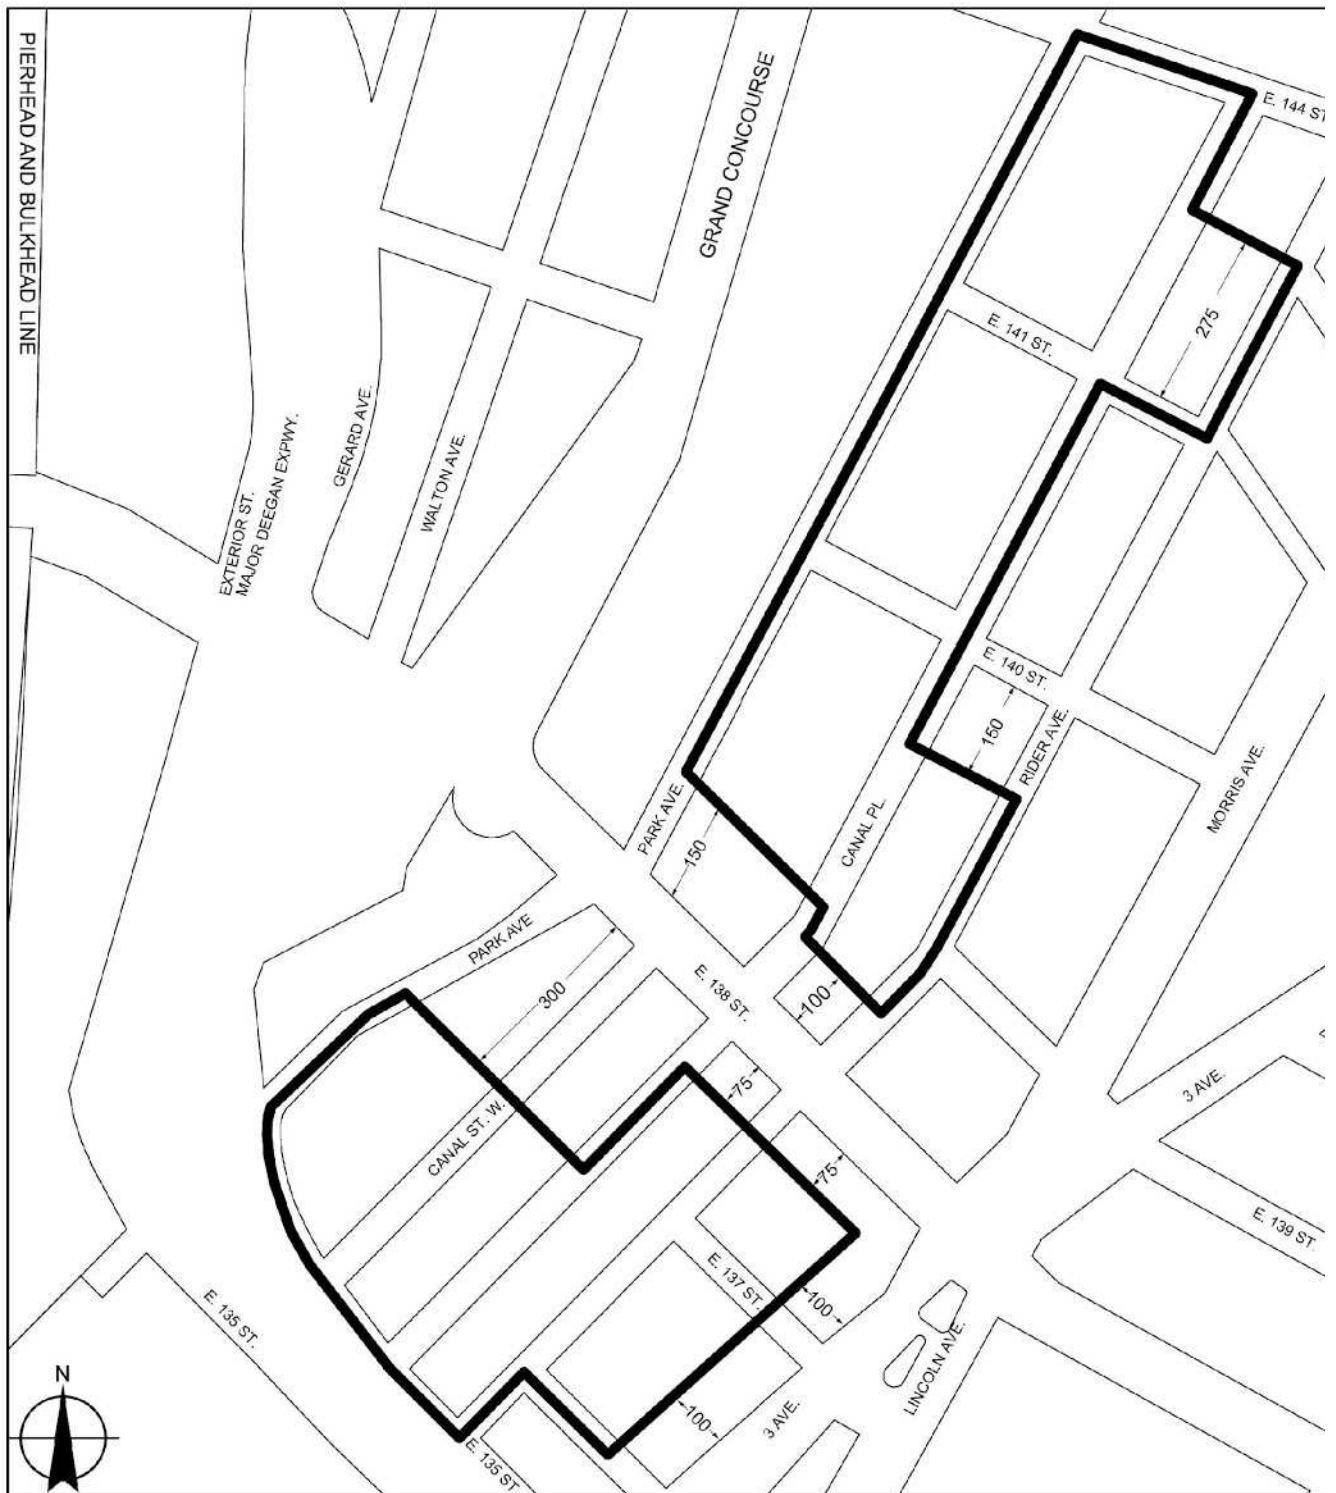 PIERHEAD AND BULKHEAD LINE
GRAND CONCOURSE
E. 144 ST
275
E. 141 ST.
GERARD AVE.
WALTON AVE.
EXTERIOR ST.
MAJOR DEEGAN EXPWY.
E. 140 ST.
150
RIDER AVE.
MORRIS AVE.
PARK AVE.
150
CANAL PL.
PARK AVE
300
E. 138 ST.
100
75
3 AVE.
CANAL ST. W.
75
E. 139 ST.
E. 137 ST.
100
E. 135 ST.
LINCOLN AVE.
N
100
3 AVE.
E. 135 ST